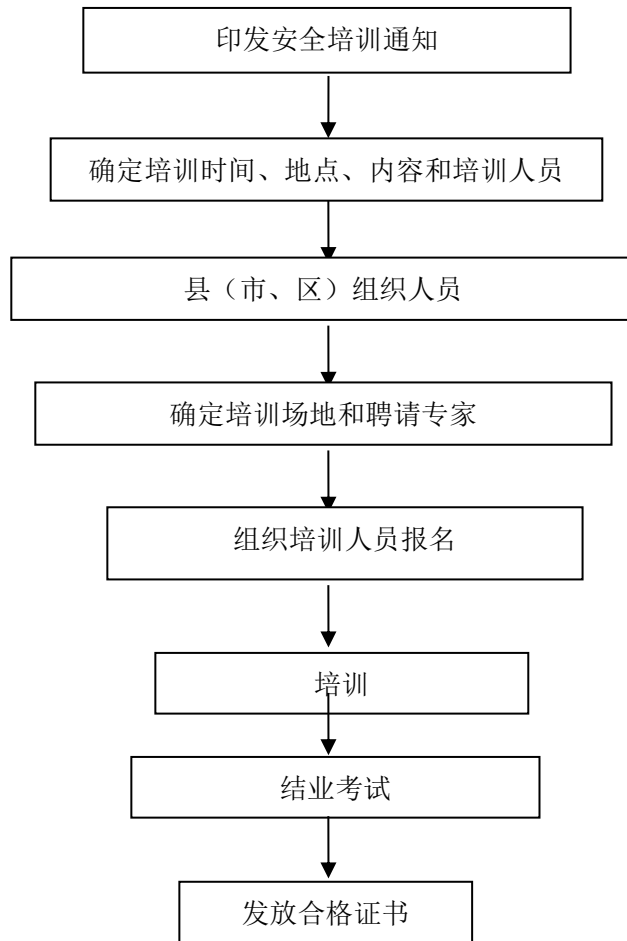 印发安全培训通知
确定培训时间、地点、内容和培训人员
县（市、区）组织人员
确定培训场地和聘请专家
组织培训人员报名
培训
结业考试
发放合格证书